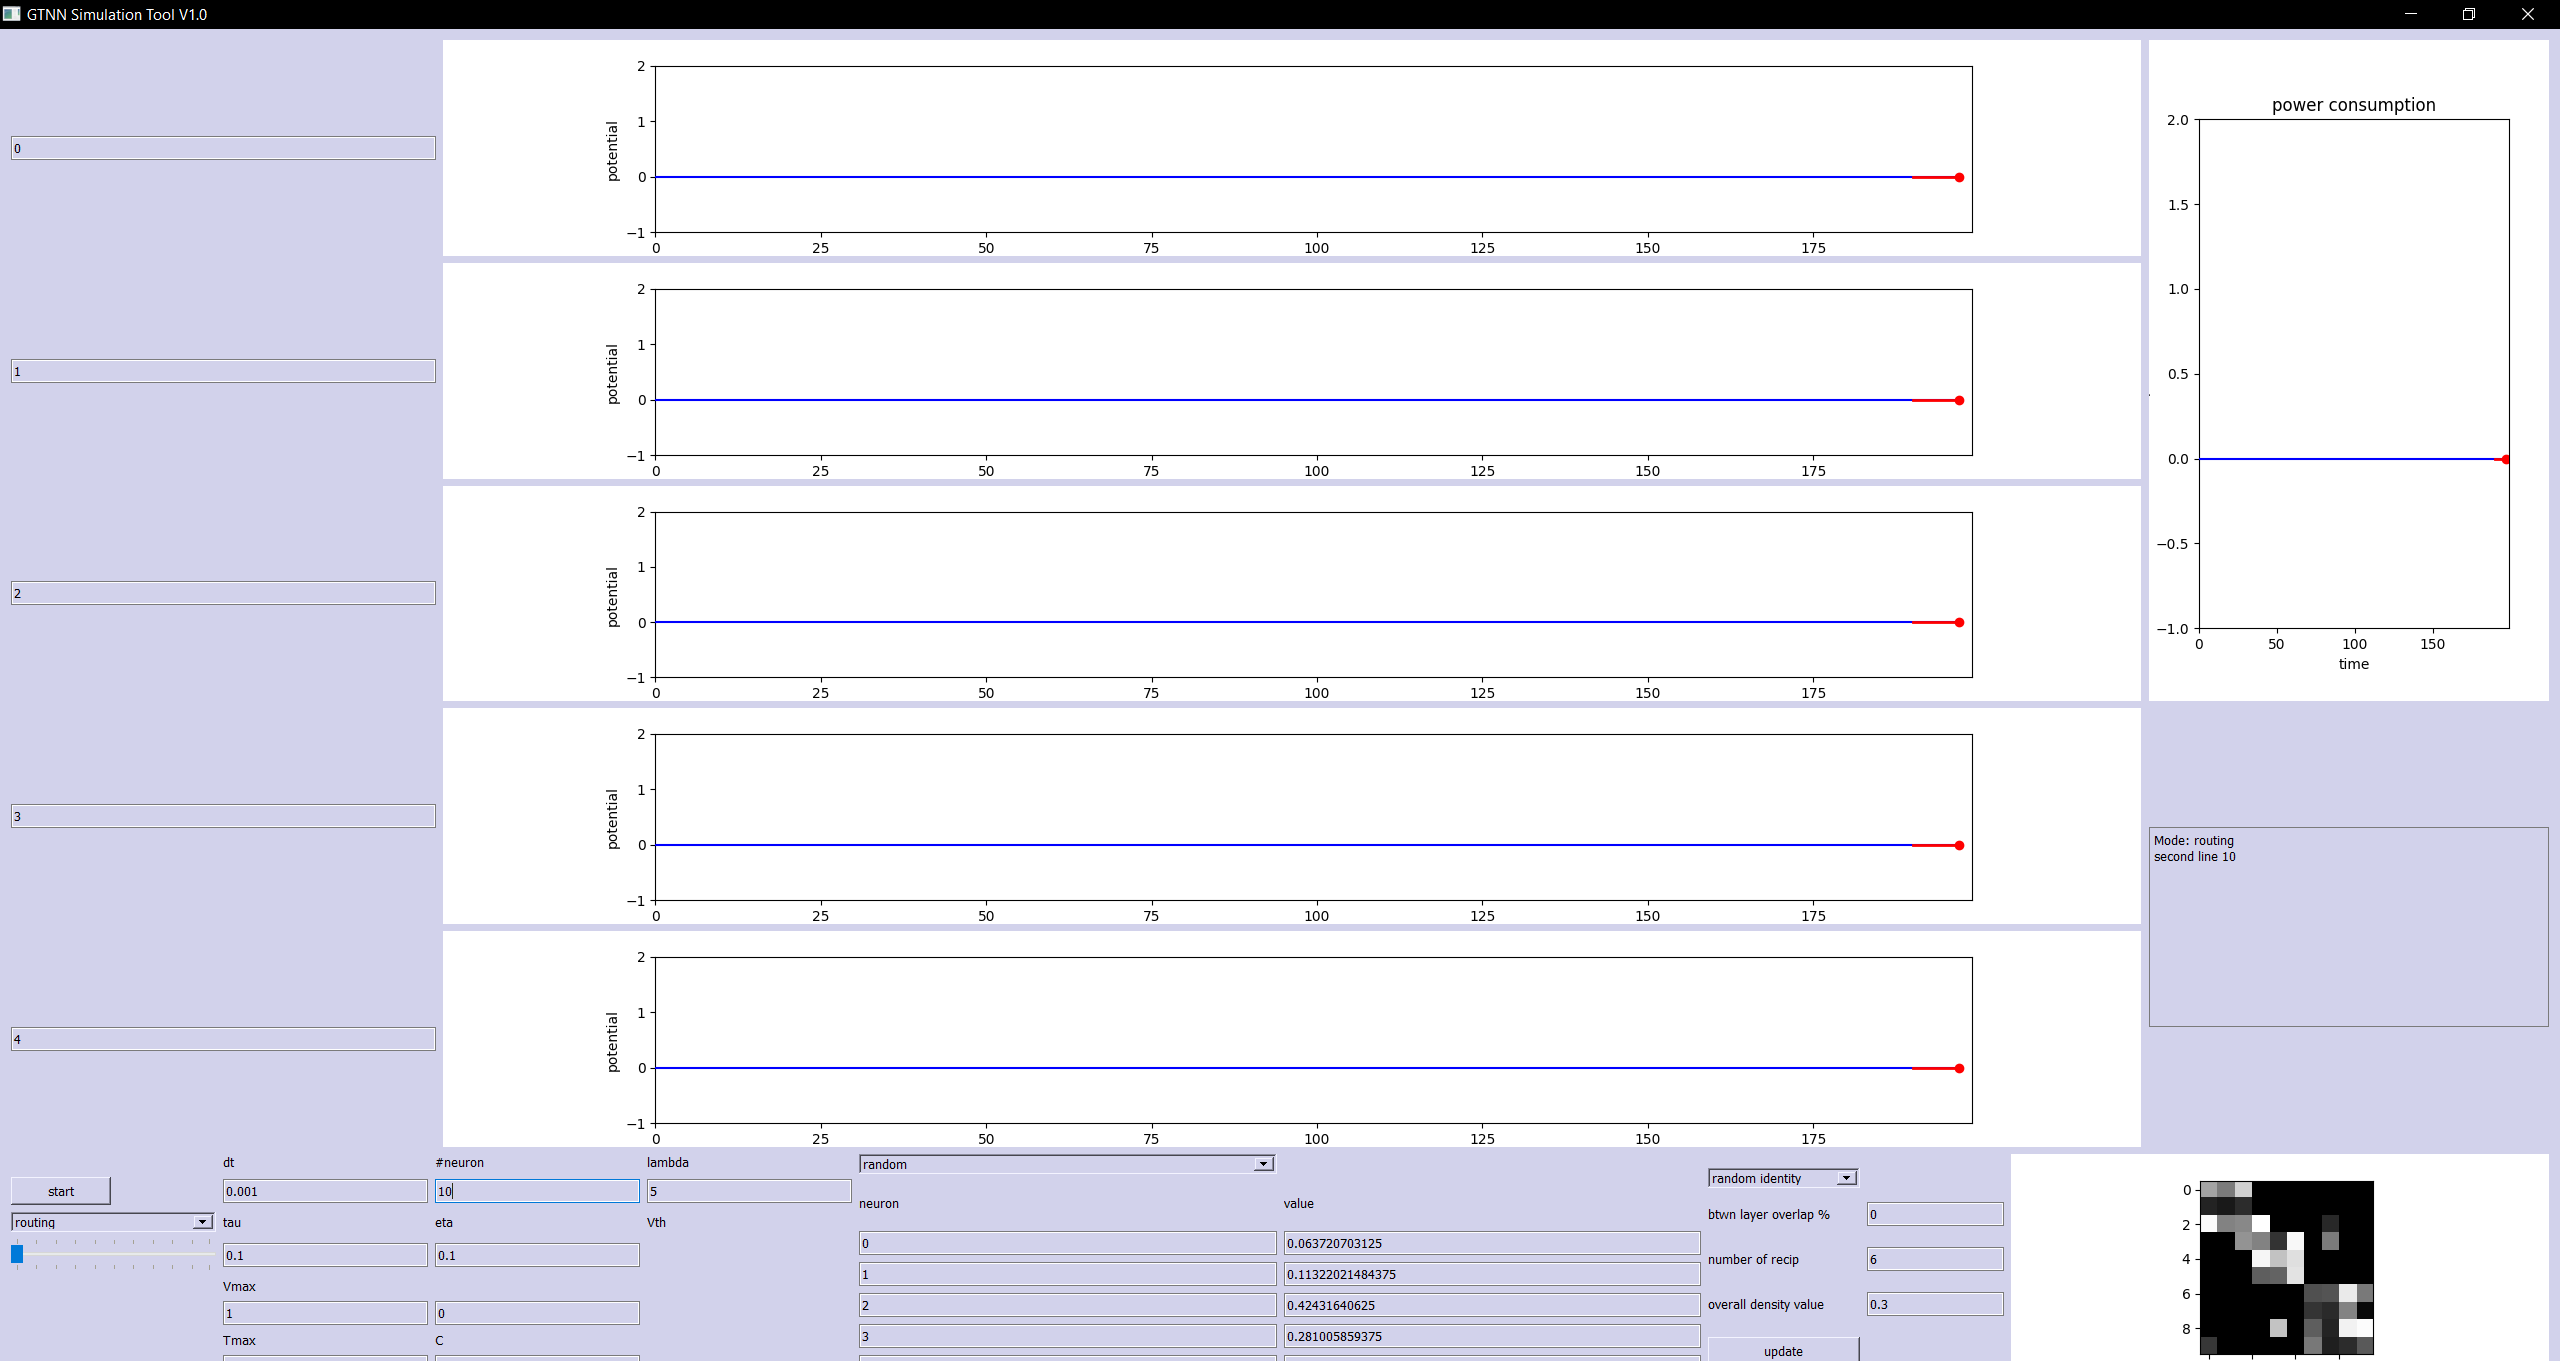 GTNN Simulation Tool V1.0
0
1
2
3
4
2
1
0
−1
potential
0 25 50 75 100 125 150 175
2
1
0
−1
potential
0 25 50 75 100 125 150 175
2
1
0
−1
potential
0 25 50 75 100 125 150 175
2
1
0
−1
potential
0 25 50 75 100 125 150 175
2
1
0
−1
potential
0 25 50 75 100 125 150 175
power consumption
2.0
1.5
1.0
0.5
0.0
−0.5
−1.0
0 50 100 150
time
Mode: routing
second line 10
start
routing
dt #neuron lambda
0.001 10 5
tau eta Vth
0.1 0.1
Vmax
1 0
Tmax C
random
neuron value
0 0.063720703125
1 0.11322021484375
2 0.42431640625
3 0.281005859375
random identity
btwn layer overlap % 0
number of recip 6
overall density value 0.3
update
0
2
4
6
8